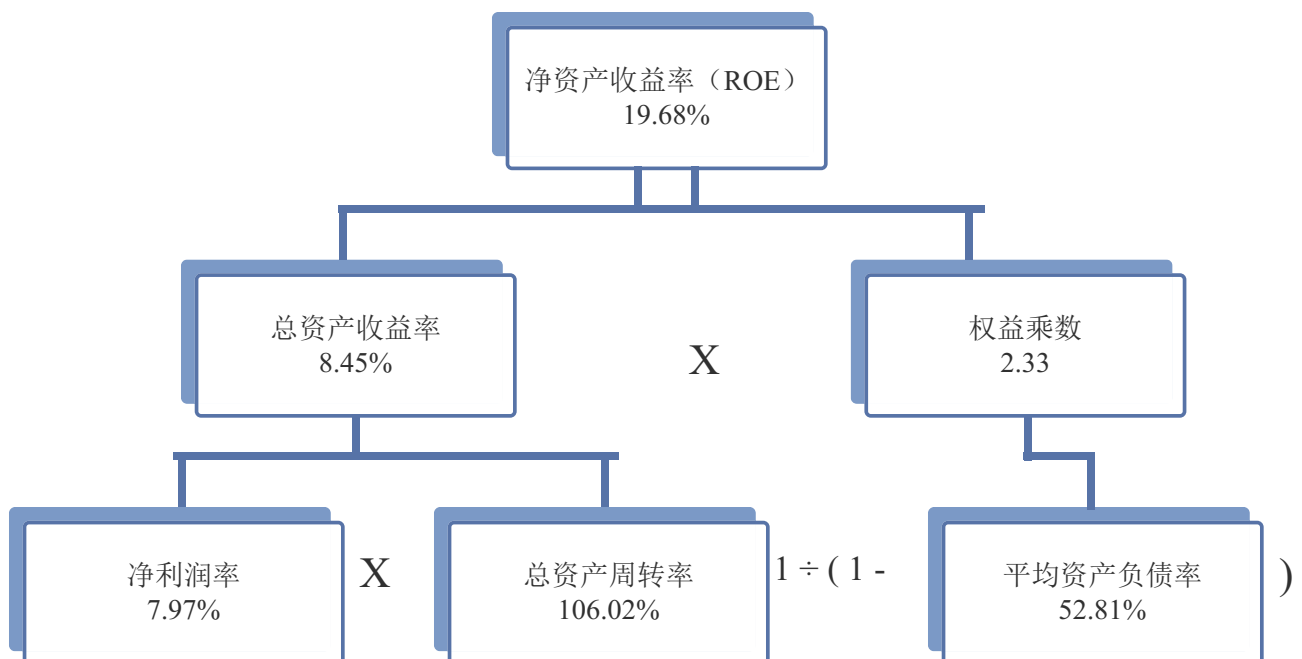 净资产收益率（ROE）
19.68%
总资产收益率
8.45%
X
权益乘数
2.33
净利润率
7.97%
X
总资产周转率
106.02%
1 ÷ ( 1 -
平均资产负债率
52.81%
)